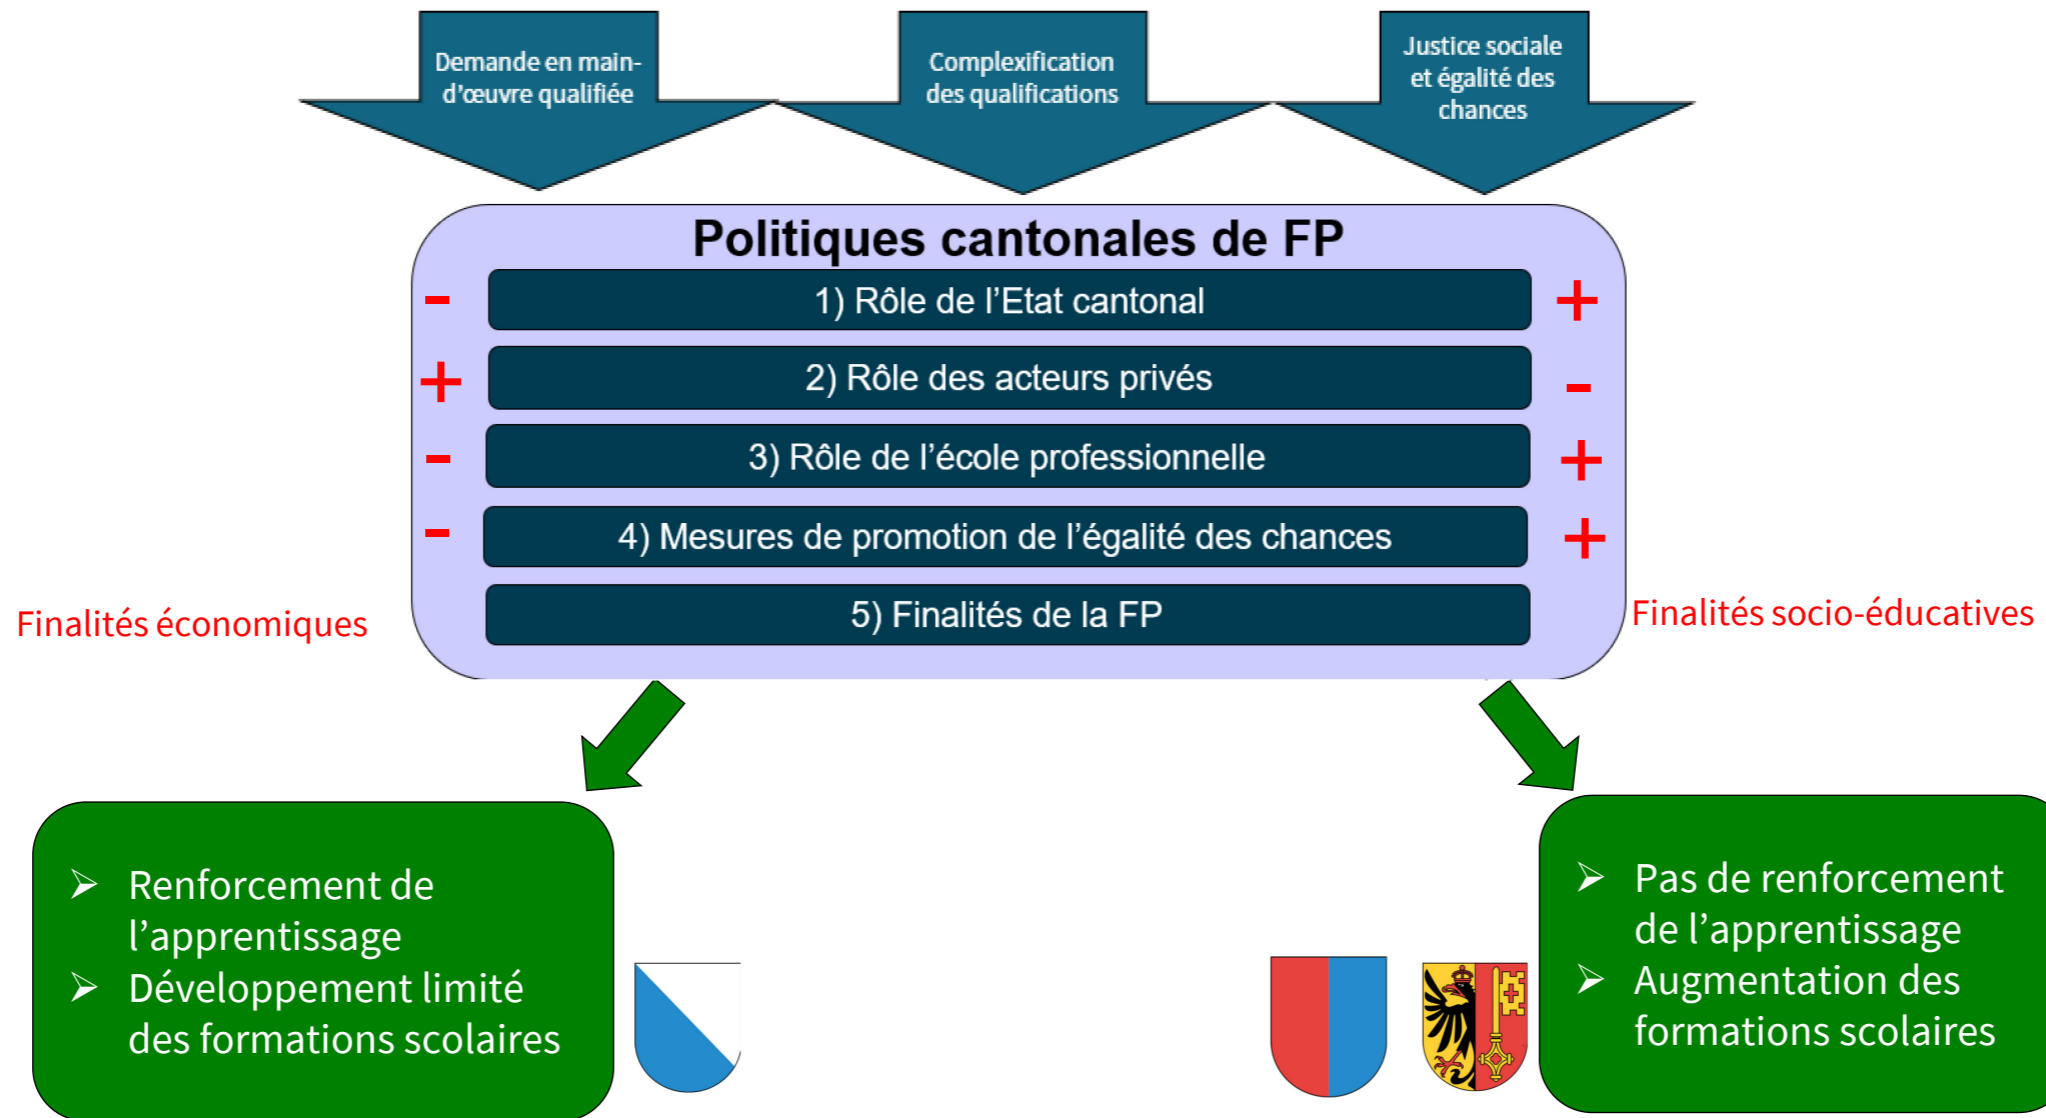 Demande en main-
d'œuvre qualifiée
Complexification
des qualifications
Justice sociale
et égalité des
chances
Politiques cantonales de FP
-
1) Rôle de l'Etat cantonal
+
+
2) Rôle des acteurs privés
-
-
3) Rôle de l'école professionnelle
+
-
4) Mesures de promotion de l'égalité des chances
+
5) Finalités de la FP
Finalités économiques
Finalités socio-éducatives
➢ Renforcement de
l'apprentissage
➢ Développement limité
des formations scolaires
➢ Pas de renforcement
de l'apprentissage
➢ Augmentation des
formations scolaires